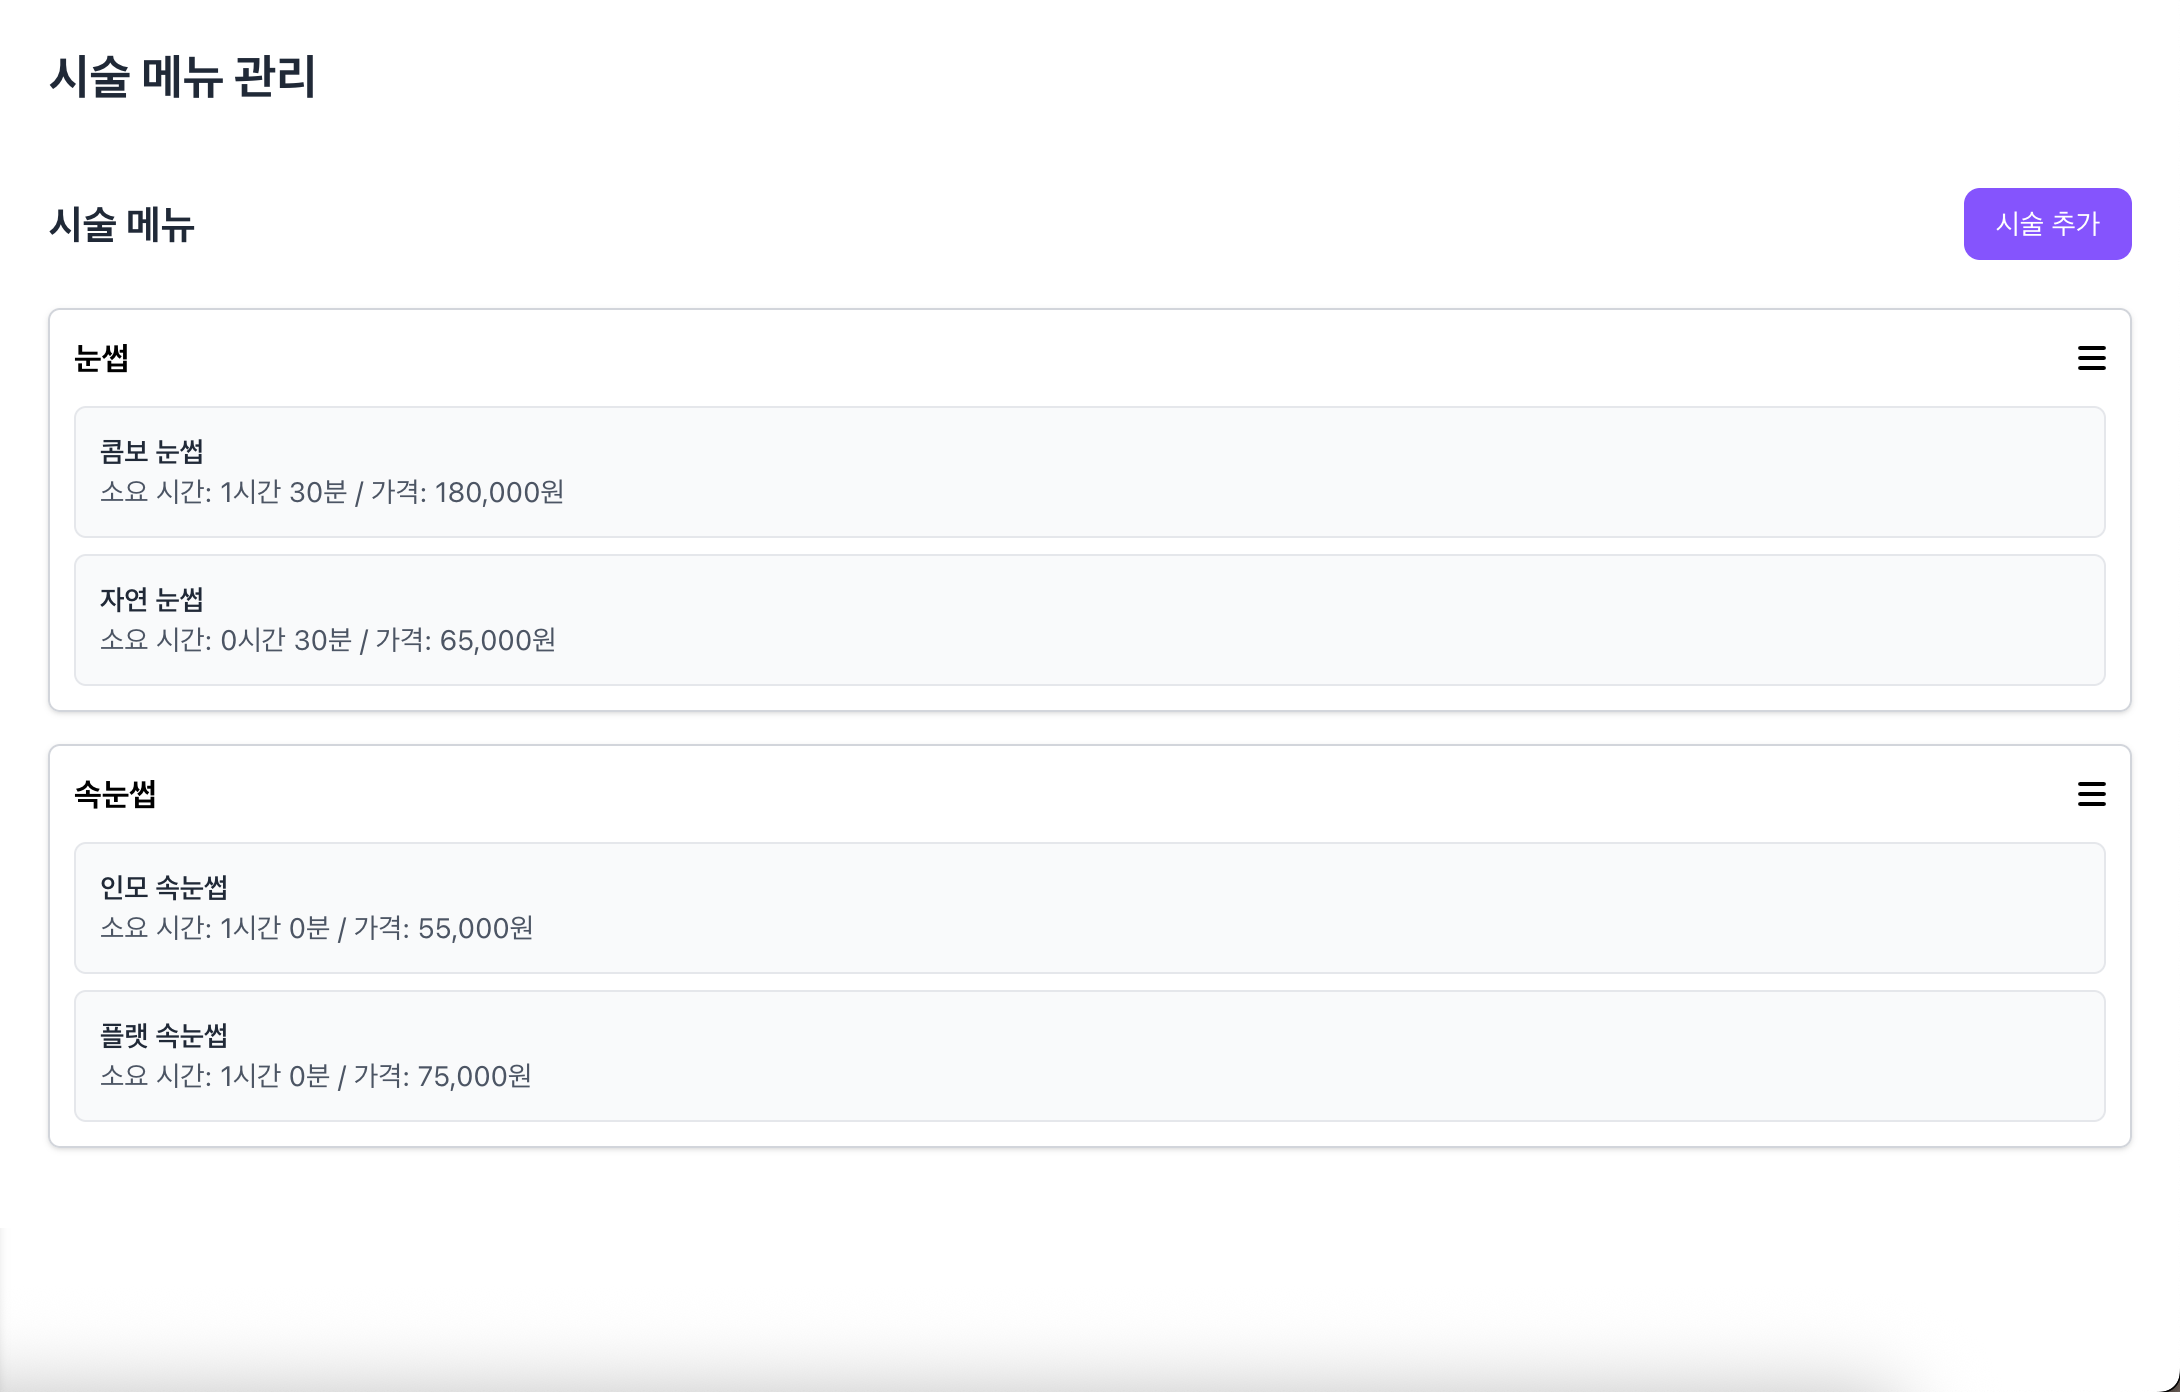 시술 메뉴 관리
시술 메뉴
시술 추가
눈썹
콤보 눈썹
소요 시간: 1시간 30분 / 가격: 180,000원
자연 눈썹
소요 시간: 0시간 30분 / 가격: 65,000원
속눈썹
인모 속눈썹
소요 시간: 1시간 0분 / 가격: 55,000원
플랫 속눈썹
소요 시간: 1시간 0분 / 가격: 75,000원